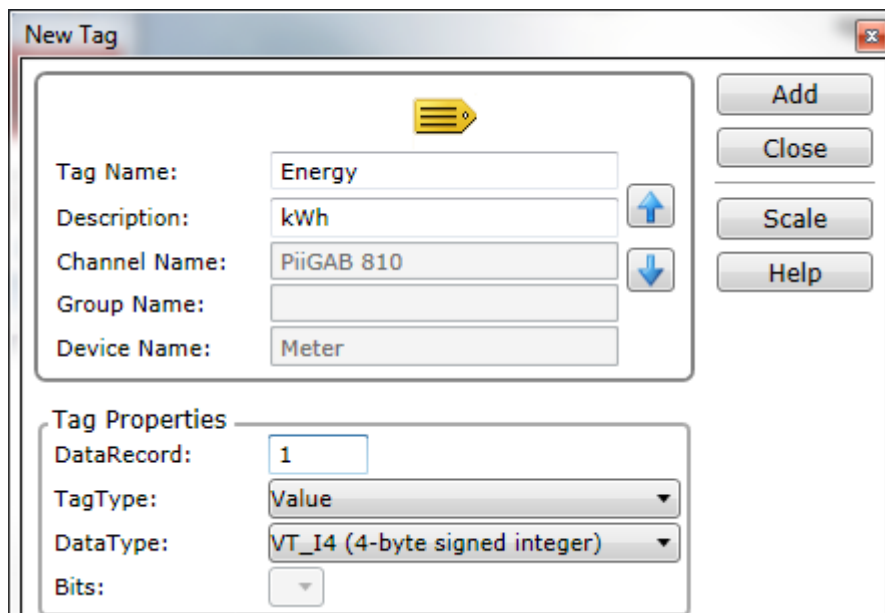 New Tag
Add
Close
Scale
Help
Tag Name: Energy
Description: kWh
Channel Name: PiiGAB 810
Group Name:
Device Name: Meter
Tag Properties
DataRecord: 1
TagType: Value
DataType: VT_I4 (4-byte signed integer)
Bits: